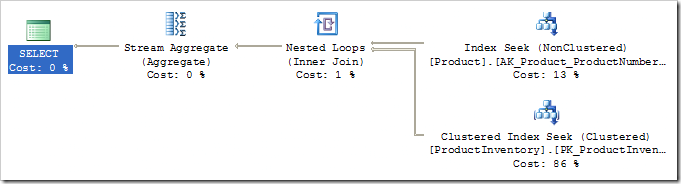 SELECT
Cost: 0 %
Stream Aggregate
(Aggregate)
Cost: 0 %
Nested Loops
(Inner Join)
Cost: 1 %
Index Seek (NonClustered)
[Product].[AK_Product_ProductNumber…
Cost: 13 %
Clustered Index Seek (Clustered)
[ProductInventory].[PK_ProductInven…
Cost: 86 %